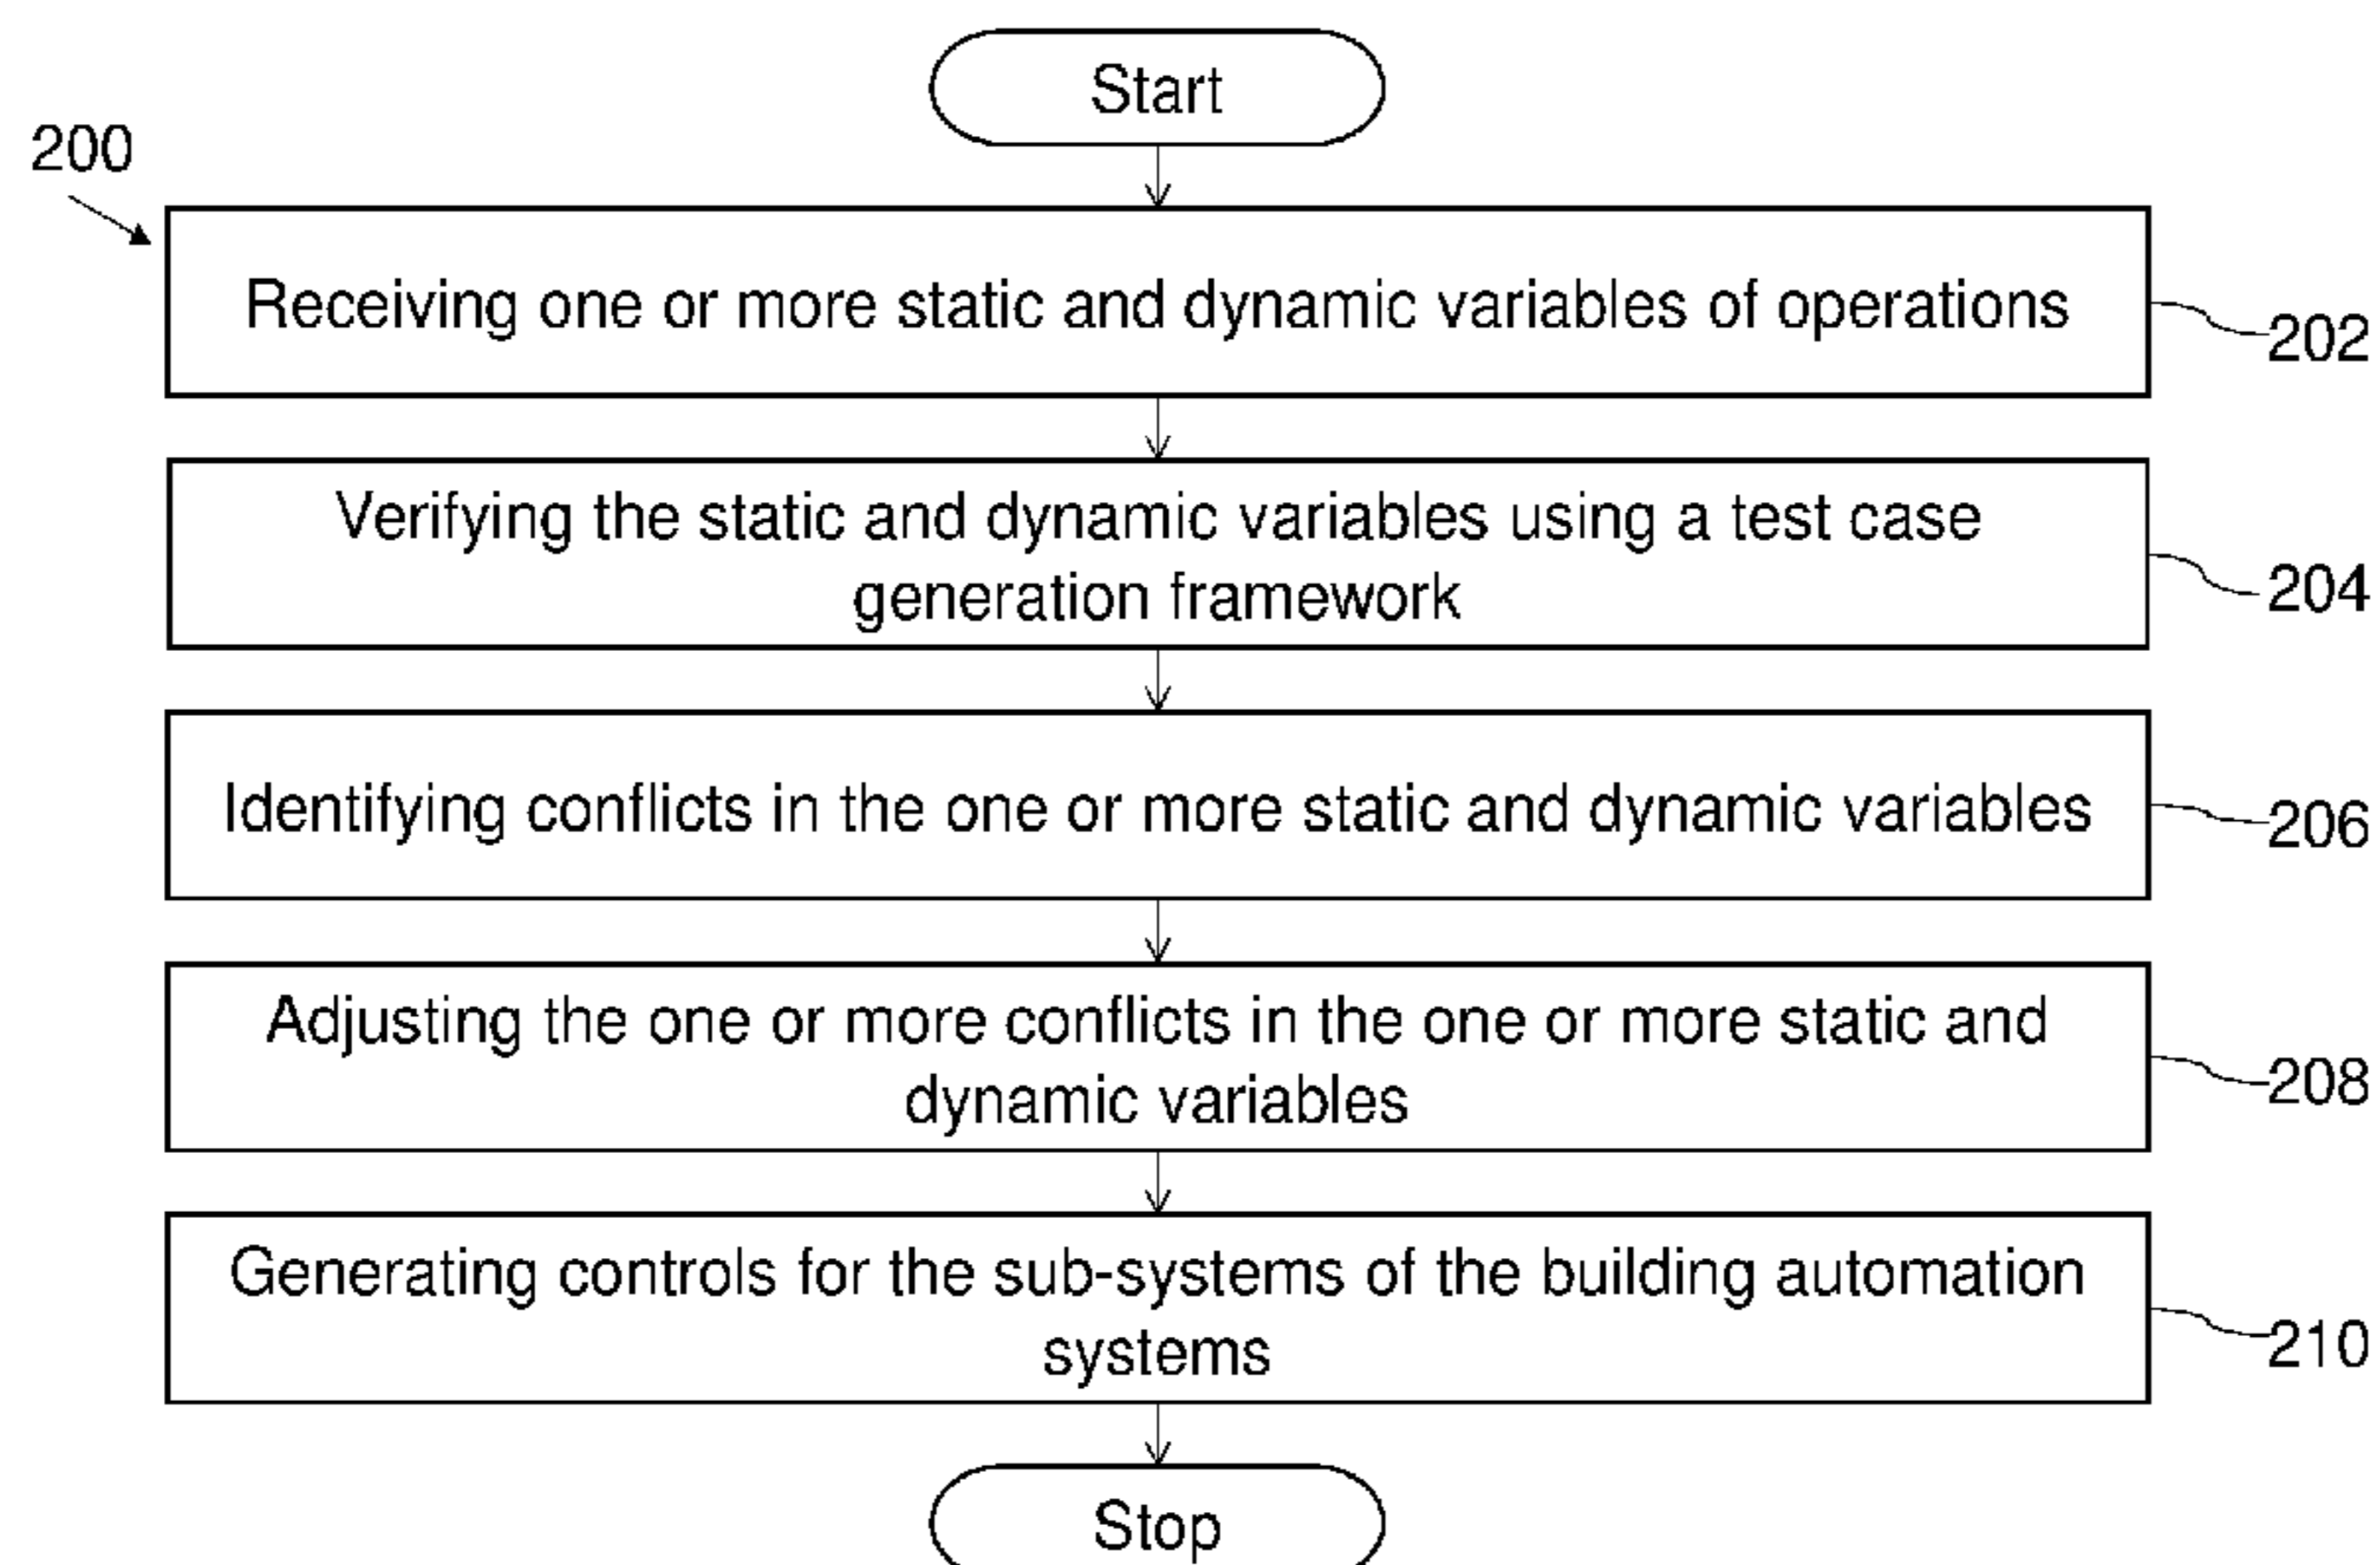 Start
200
Receiving one or more static and dynamic variables of operations
202
Verifying the static and dynamic variables using a test case
generation framework
204
Identifying conflicts in the one or more static and dynamic variables
206
Adjusting the one or more conflicts in the one or more static and
dynamic variables
208
Generating controls for the sub-systems of the building automation
systems
210
Stop